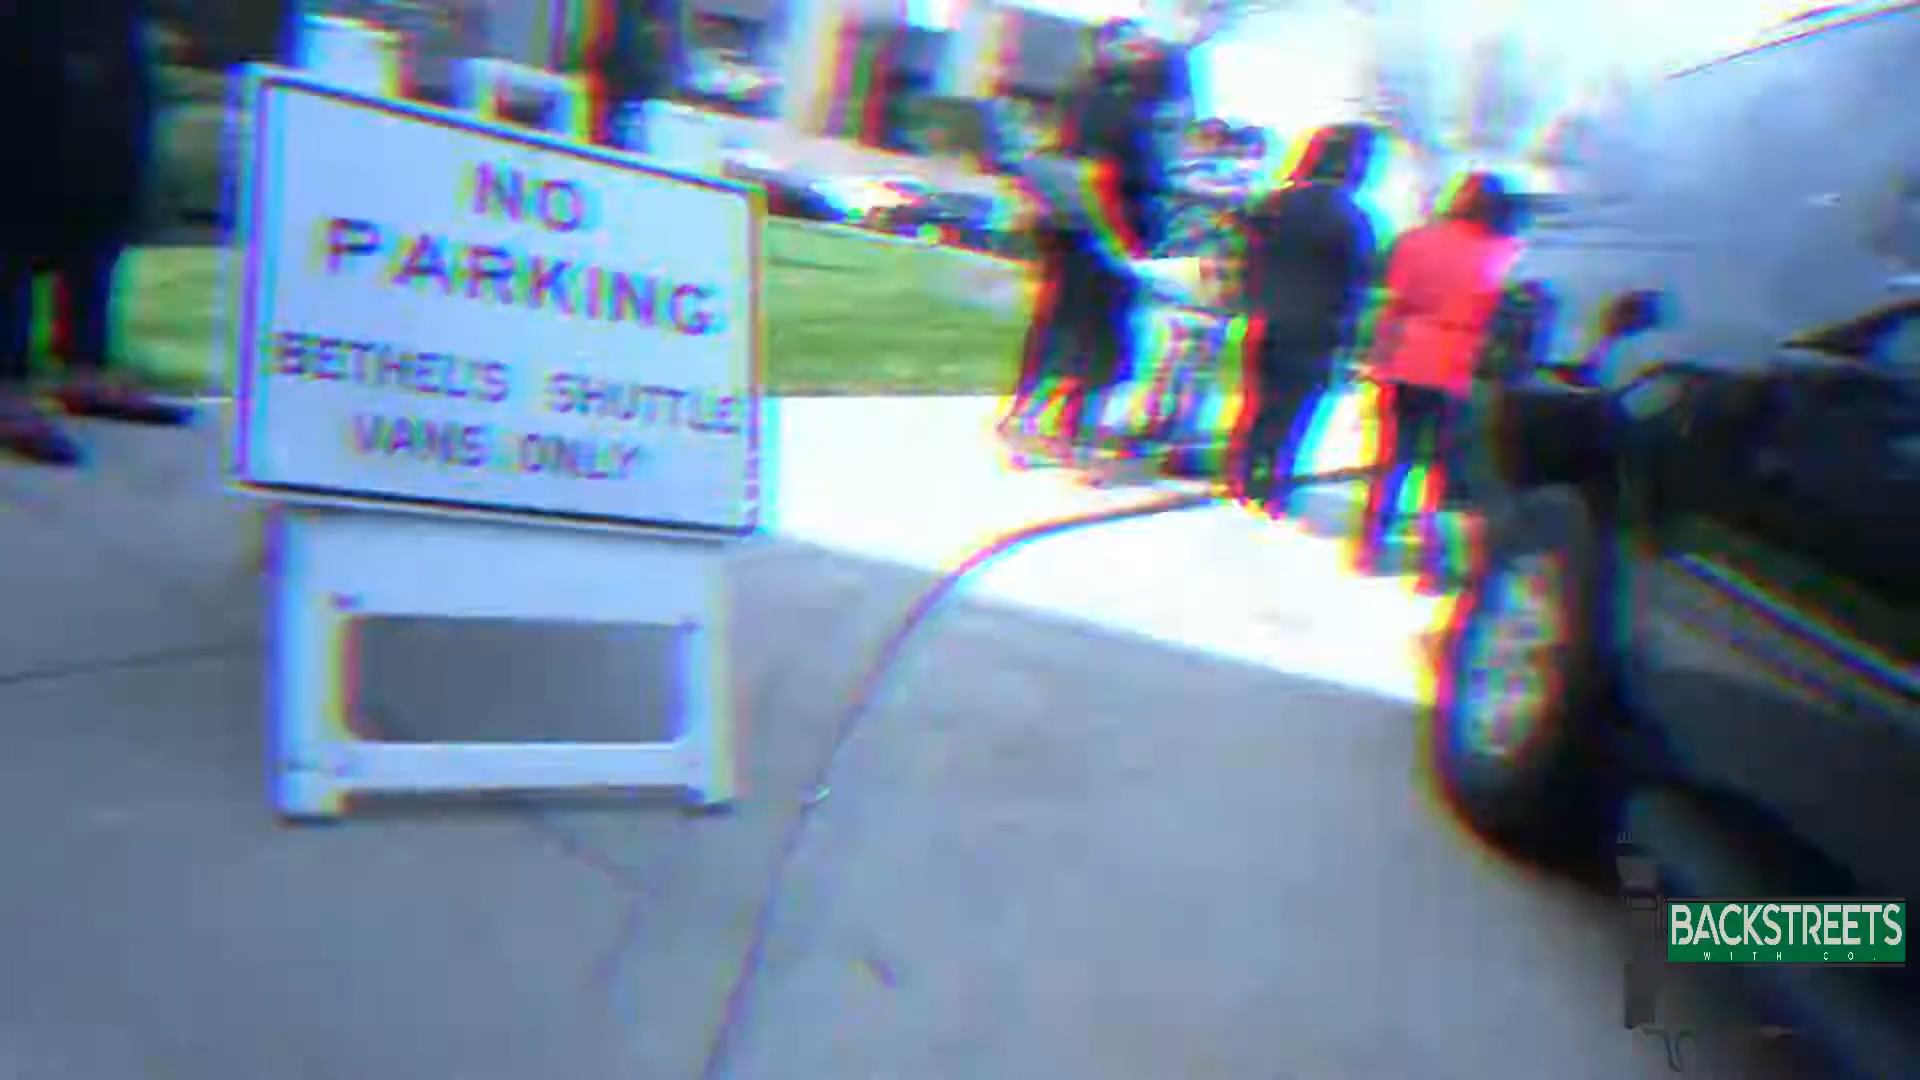 NO
PARKING
BETHEL'S SHUTTLE
VANS ONLY
BACKSTREETS
WITH CO.